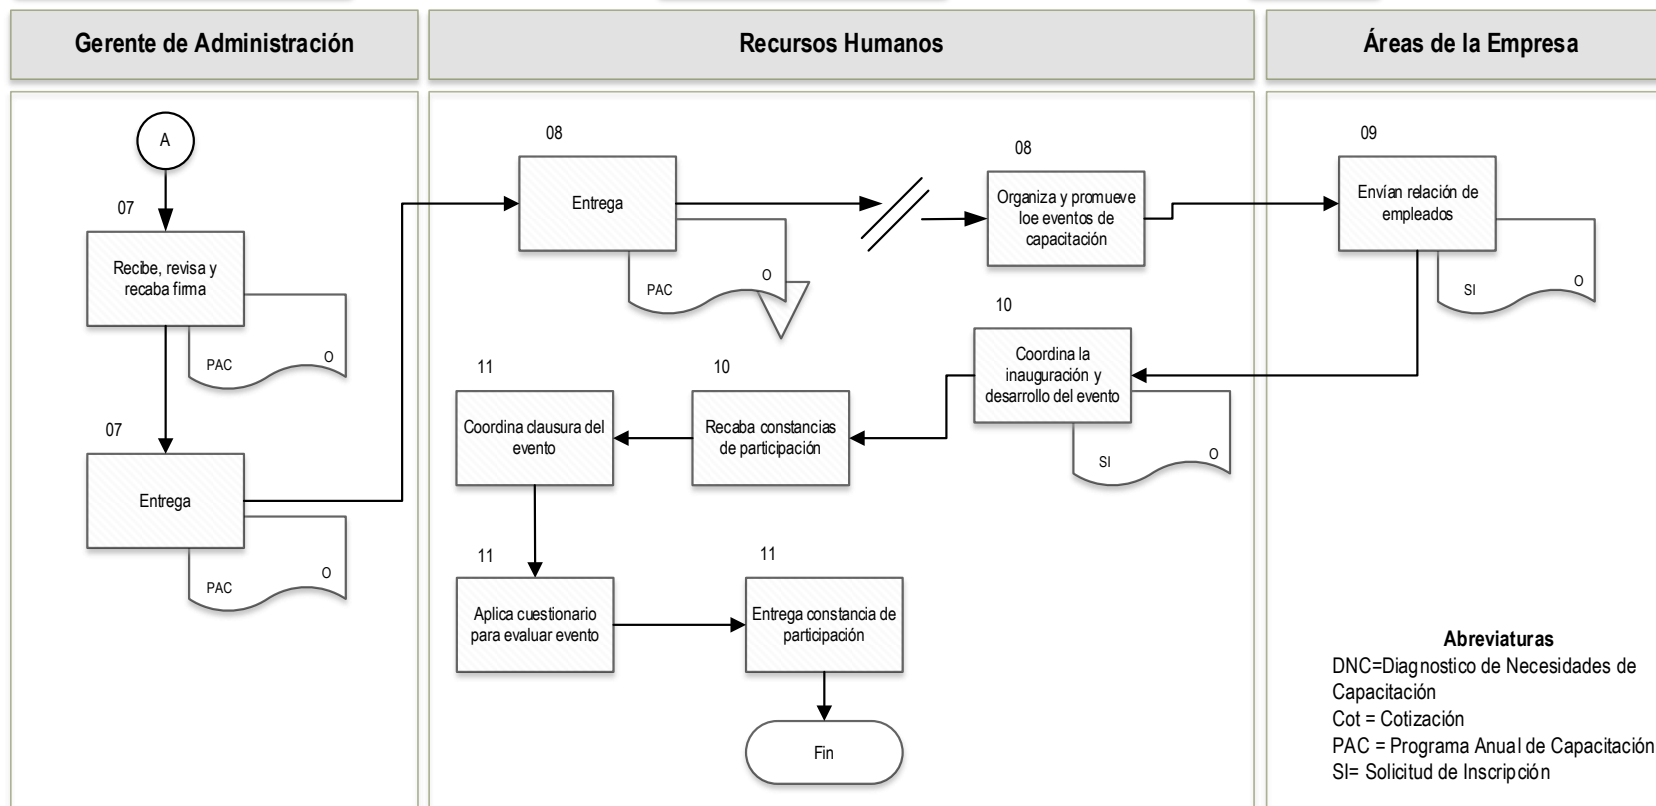 Gerente de Administración
Recursos Humanos
Áreas de la Empresa
A
07
Recibe, revisa y
recaba firma
PAC
O
07
Entrega
PAC
O
08
Entrega
PAC
O
08
Organiza y promueve
loe eventos de
capacitación
09
Envían relación de
empleados
SI
O
10
Coordina la
inauguración y
desarrollo del evento
SI
O
10
Recaba constancias
de participación
11
Coordina clausura del
evento
11
Aplica cuestionario
para evaluar evento
11
Entrega constancia de
participación
Fin
Abreviaturas
DNC=Diagnostico de Necesidades de
Capacitación
Cot = Cotización
PAC = Programa Anual de Capacitación
SI= Solicitud de Inscripción